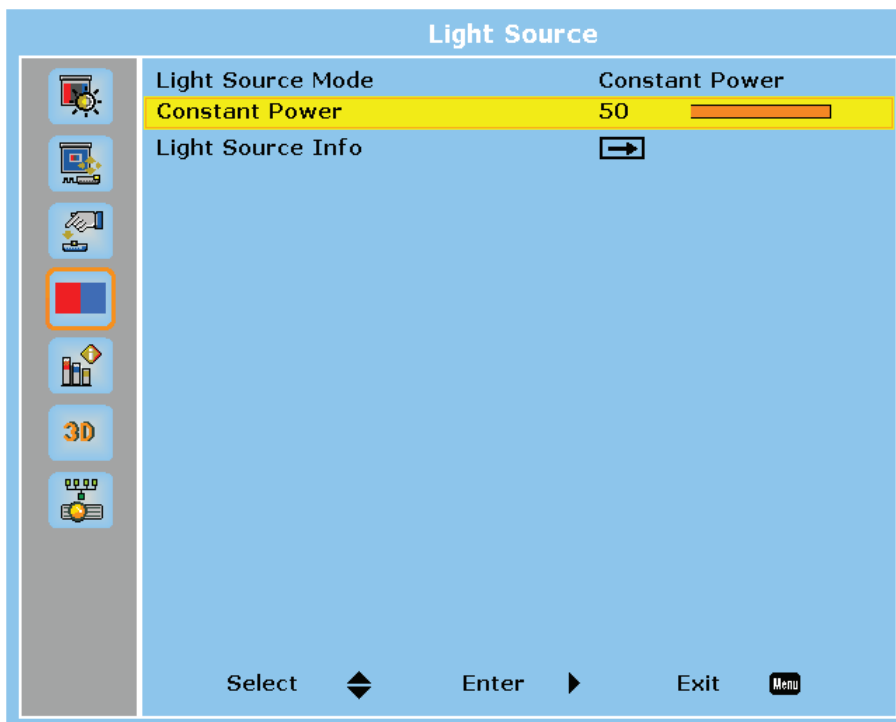 Light Source
Light Source Mode Constant Power
Constant Power 50
Light Source Info
3D
Select Enter Exit Menu